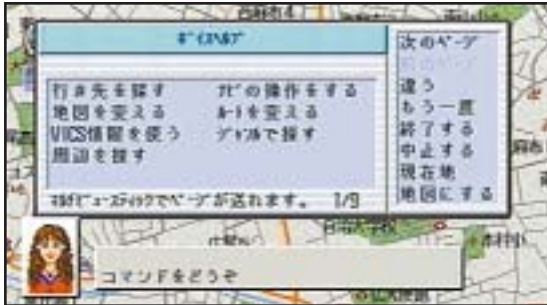 西麻布4
ﾎﾞｲｽﾍﾙﾌﾟ
行き先を探す ﾅﾋﾞの操作をする
地図を変える ﾙｰﾄを変える
VICS情報を使う ｼﾞｬﾝﾙで探す
周辺を探す
ﾏﾙﾁﾋﾞｭｰｽﾃｨｯｸでﾍﾟｰｼﾞが送れます。 1/9
次のﾍﾟｰｼﾞ
前のﾍﾟｰｼﾞ
違う
もう一度
終了する
中止する
現在地
地図にする
コマンドをどうぞ